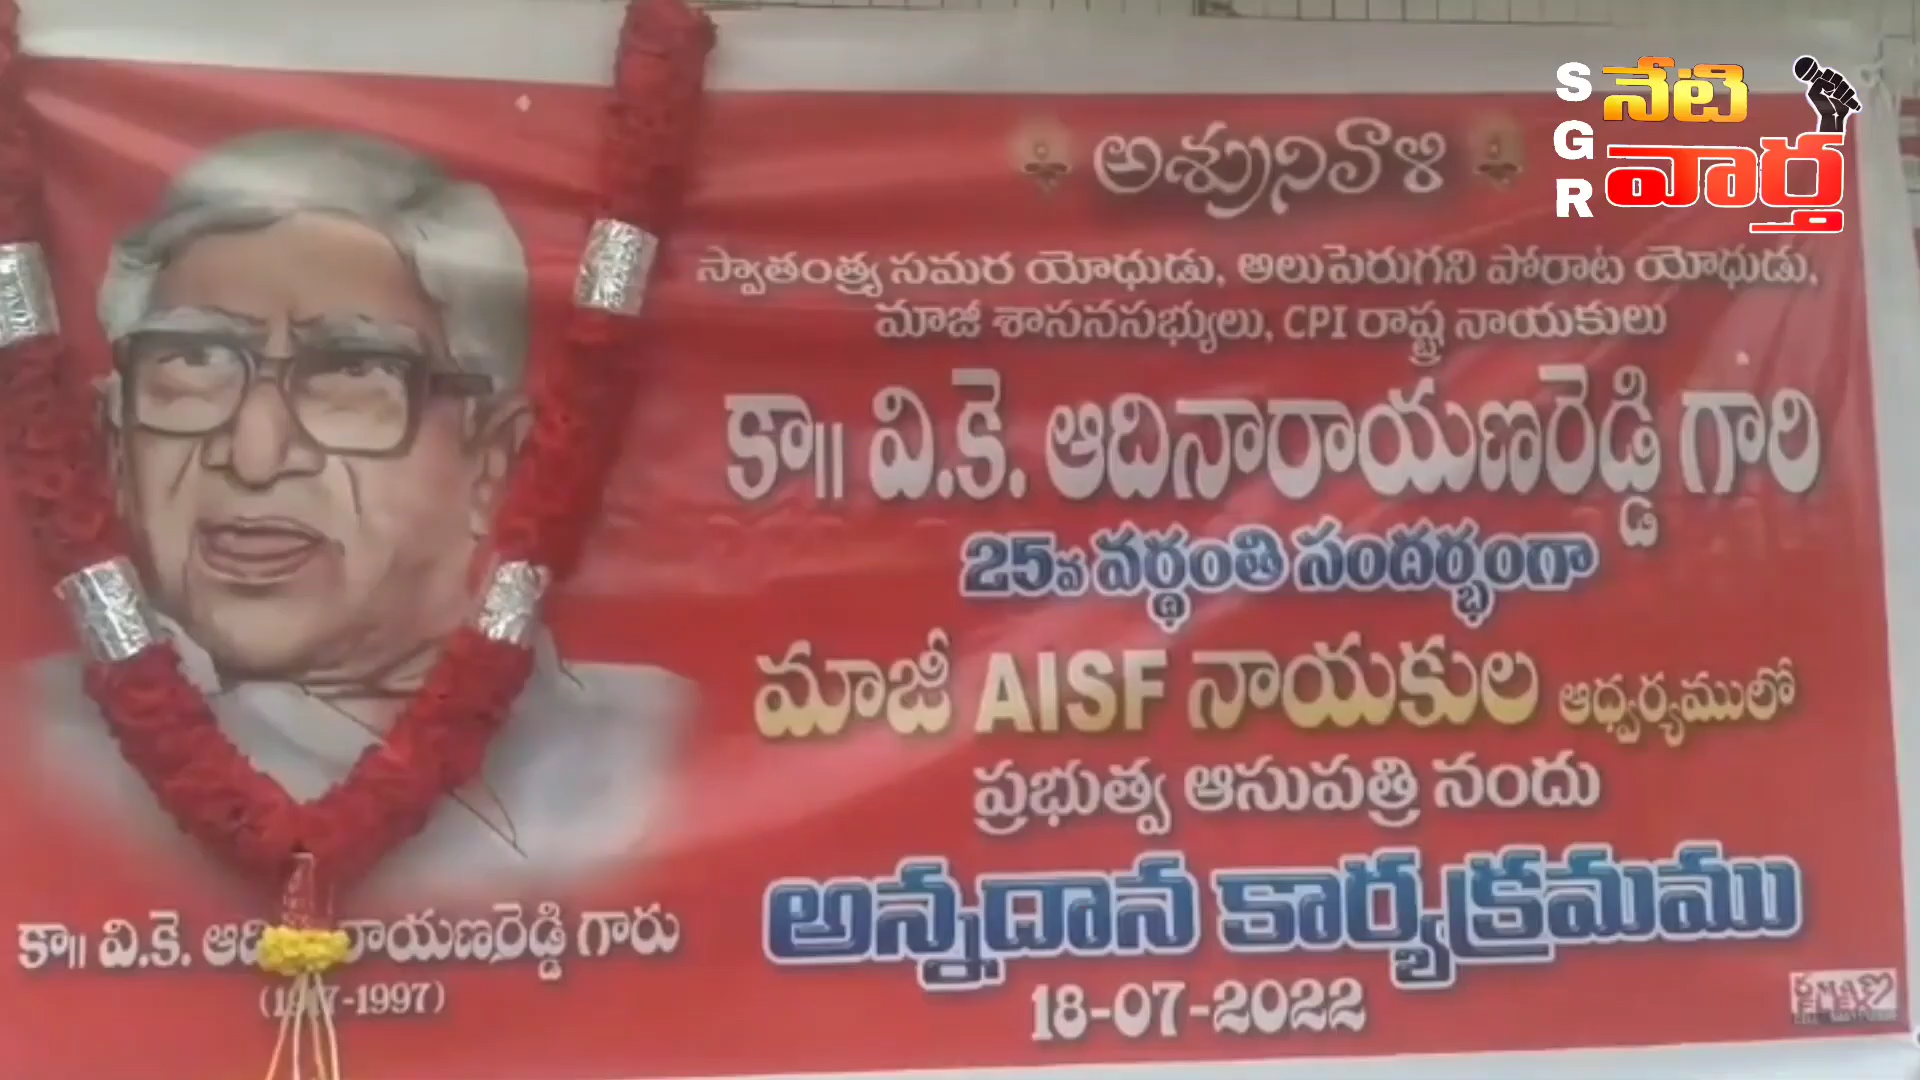 SGR నేటి వార్త
అశ్రునివాళి
స్వాతంత్ర్య సమర యోధుడు, అలుపెరుగని పోరాట యోధుడు,
మాజీ శాసనసభ్యులు, CPI రాష్ట్ర నాయకులు
కా|| వి.కె. ఆదినారాయణరెడ్డి గారి
25వ వర్థంతి సందర్భంగా
మాజీ AISF నాయకుల ఆధ్వర్యములో
ప్రభుత్వ ఆసుపత్రి నందు
అన్నదాన కార్యక్రమము
18-07-2022
కా|| వి.కె. ఆది రాయణరెడ్డి గారు
-1997)